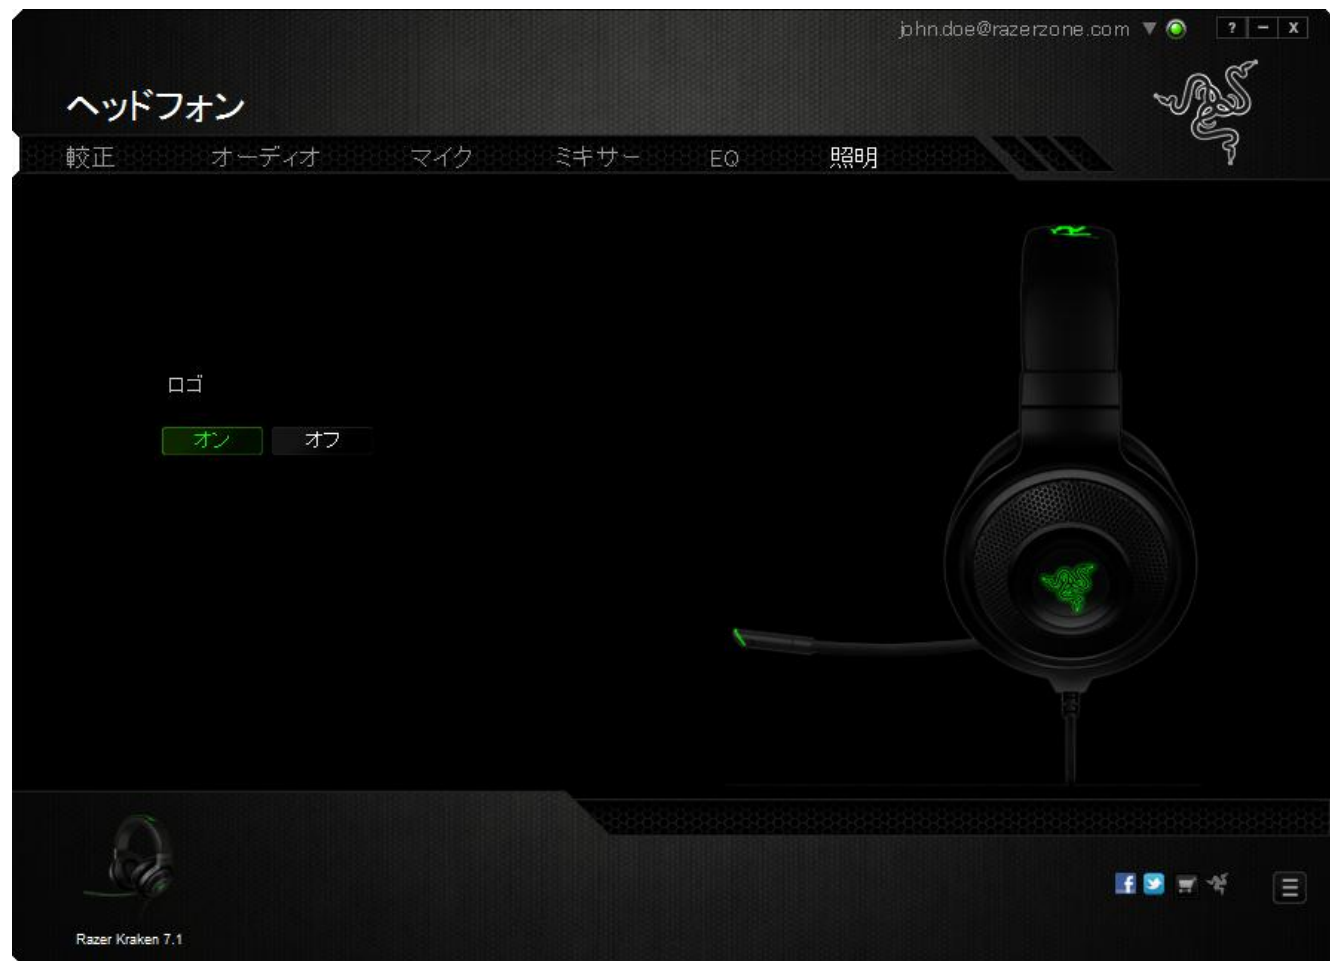 john.doe@razerzone.com ▼ ? − X
ヘッドフォン
較正 オーディオ マイク ミキサー EQ 照明
ロゴ
オン オフ
Razer Kraken 7.1